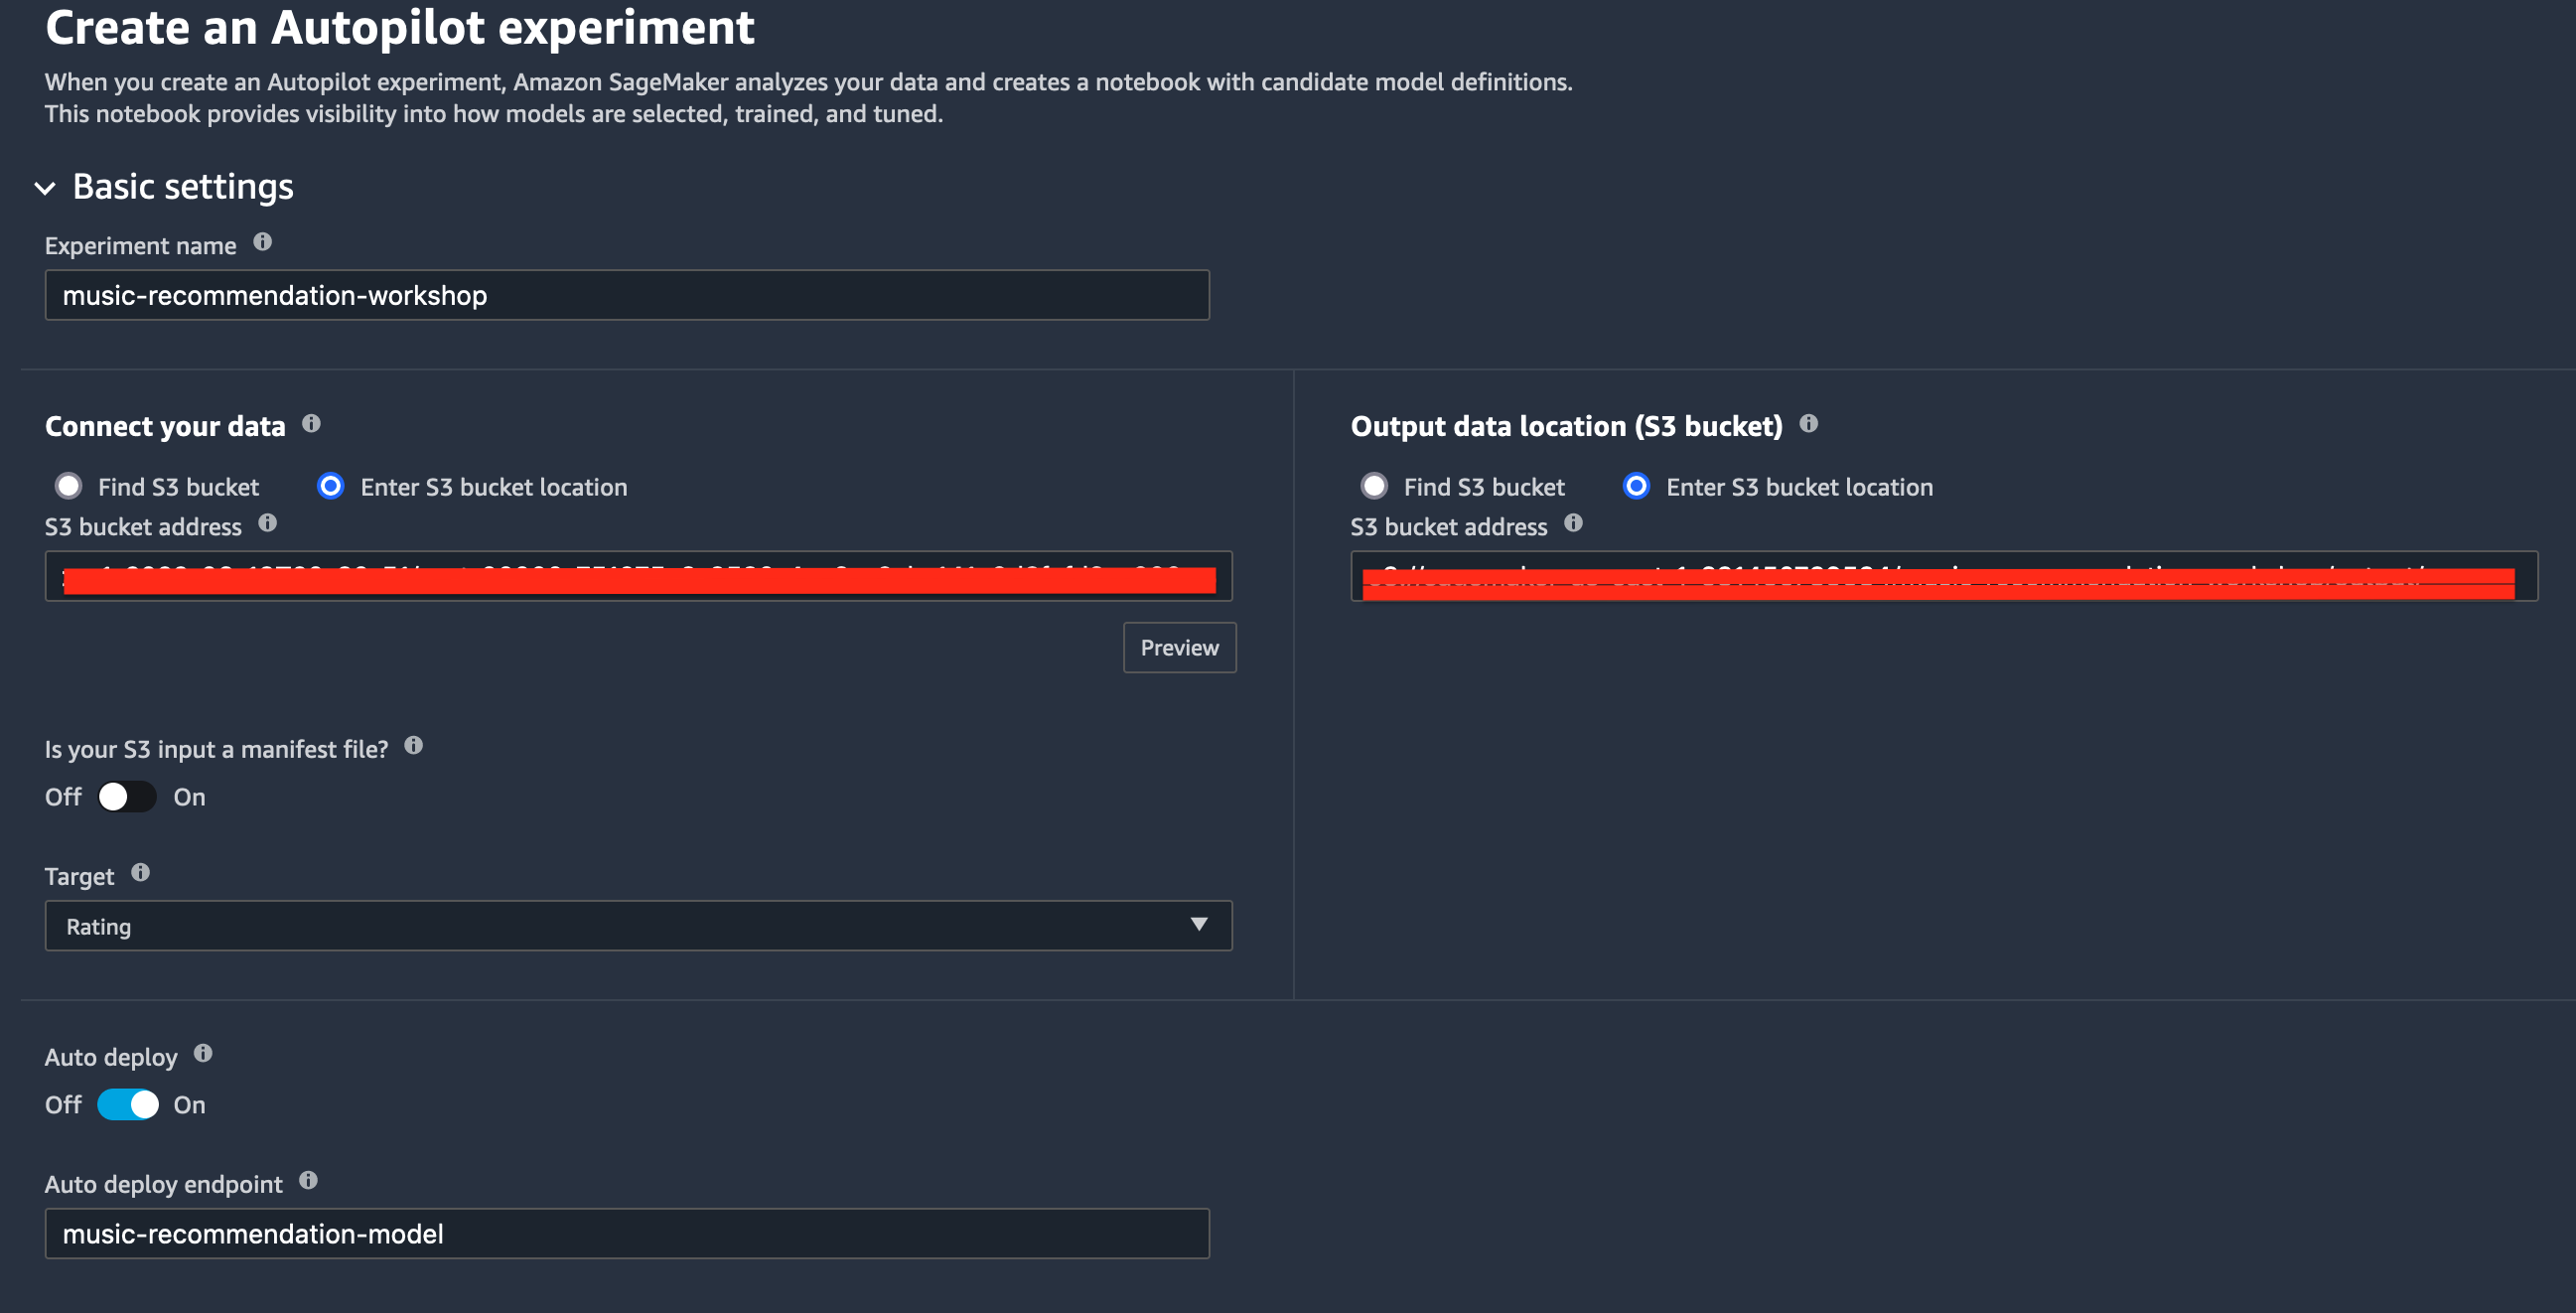 Create an Autopilot experiment
When you create an Autopilot experiment, Amazon SageMaker analyzes your data and creates a notebook with candidate model definitions.
This notebook provides visibility into how models are selected, trained, and tuned.
Basic settings
Experiment name
music-recommendation-workshop
Connect your data
Find S3 bucket Enter S3 bucket location
S3 bucket address
Preview
Is your S3 input a manifest file?
Off On
Target
Rating
Output data location (S3 bucket)
Find S3 bucket Enter S3 bucket location
S3 bucket address
Auto deploy
Off On
Auto deploy endpoint
music-recommendation-model